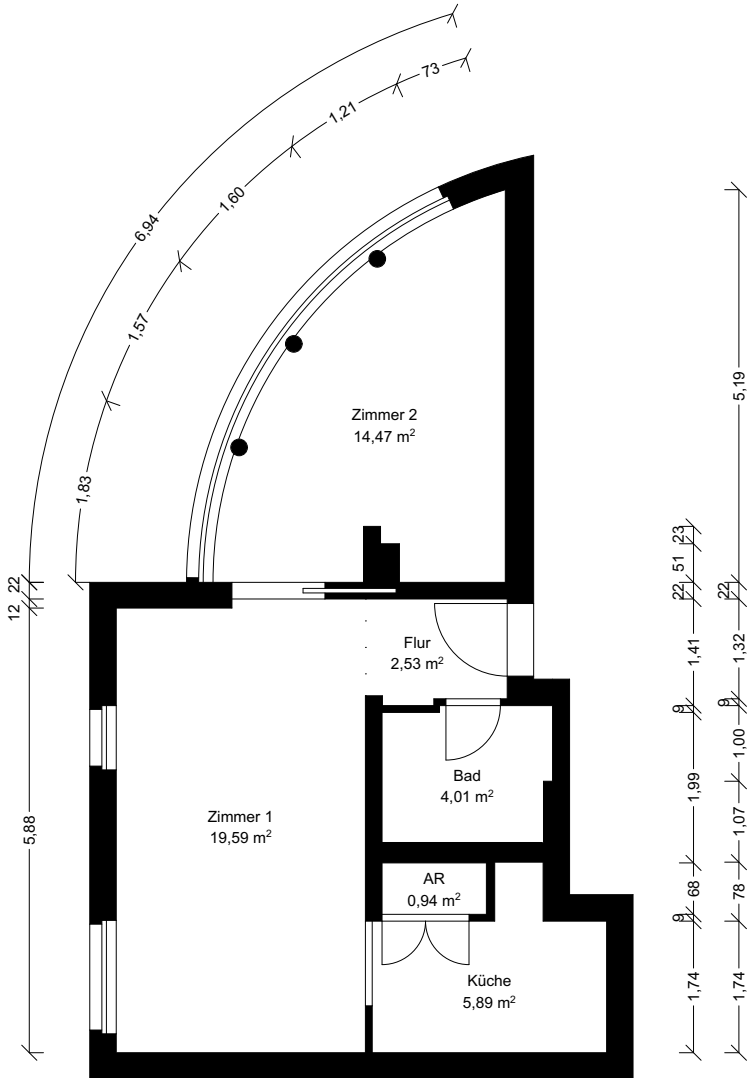 73
1,21
1,60
6,94
1,57
1,83
Zimmer 2
14,47 m²
5,19
23
51
22
22
22
12
Flur
2,53 m²
1,41
1,32
9
9
1,00
Bad
4,01 m²
1,99
Zimmer 1
19,59 m²
5,88
1,07
AR
0,94 m²
68
78
9
Küche
5,89 m²
1,74
1,74